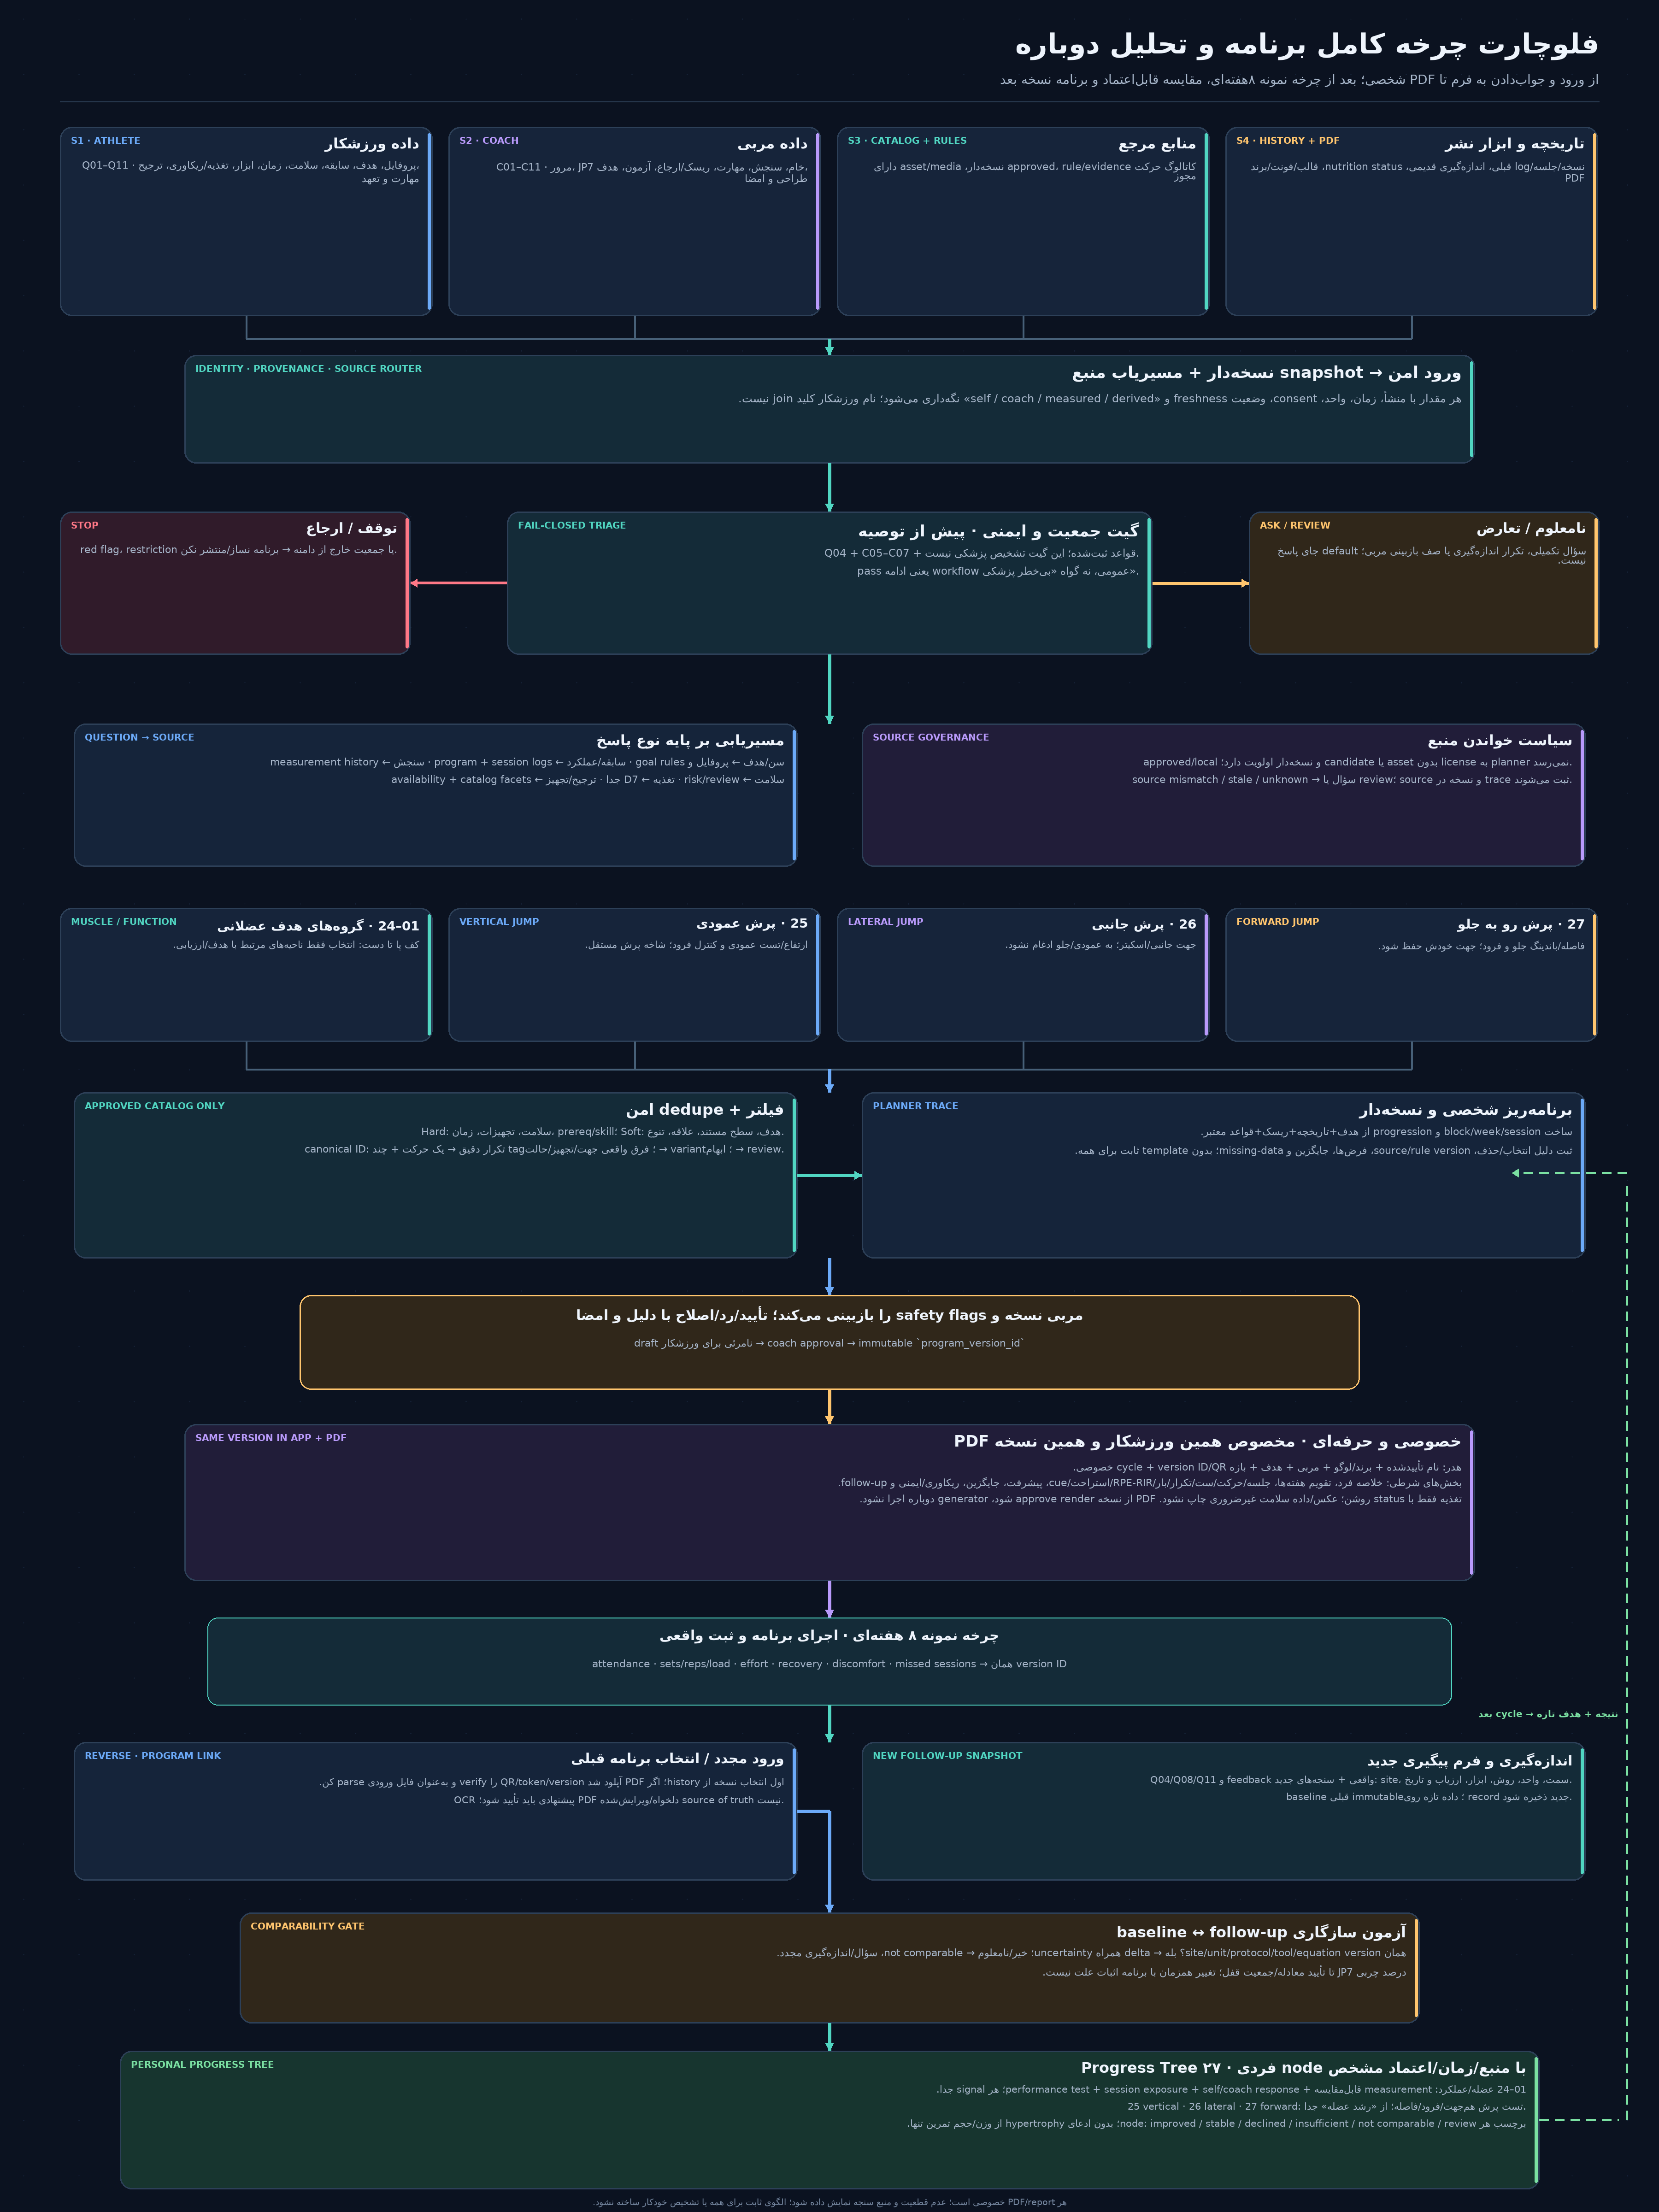 فلوچارت چرخه کامل برنامه و تحلیل دوباره
از ورود و جواب‌دادن به فرم تا PDF شخصی؛ بعد از چرخه نمونه ۸هفته‌ای، مقایسه قابل‌اعتماد و برنامه نسخه بعد
S1 · ATHLETE
داده ورزشکار
Q01–Q11 · پروفایل، هدف، سابقه، سلامت، زمان، ابزار، تغذیه/ریکاوری، ترجیح،
مهارت و تعهد
S2 · COACH
داده مربی
C01–C11 · مرور، JP7 خام، سنجش، مهارت، ریسک/ارجاع، آزمون، هدف،
طراحی و امضا
S3 · CATALOG + RULES
منابع مرجع
کاتالوگ حرکت approved، rule/evidence نسخه‌دار، asset/media دارای
مجوز
S4 · HISTORY + PDF
تاریخچه و ابزار نشر
نسخه/جلسه/log قبلی، اندازه‌گیری قدیمی، nutrition status، قالب/فونت/برند
PDF
IDENTITY · PROVENANCE · SOURCE ROUTER
ورود امن → snapshot نسخه‌دار + مسیریاب منبع
هر مقدار با منشأ، زمان، واحد، consent، وضعیت freshness و «self / coach / measured / derived» نگه‌داری می‌شود؛ نام ورزشکار کلید join نیست.
STOP
توقف / ارجاع
red flag، restriction یا جمعیت خارج از دامنه → برنامه نساز/منتشر نکن.
FAIL-CLOSED TRIAGE
گیت جمعیت و ایمنی · پیش از توصیه
Q04 + C05–C07 + قواعد ثبت‌شده؛ این گیت تشخیص پزشکی نیست.
pass یعنی ادامه workflow عمومی، نه گواه «بی‌خطر پزشکی».
ASK / REVIEW
نامعلوم / تعارض
سؤال تکمیلی، تکرار اندازه‌گیری یا صف بازبینی مربی؛ default جای پاسخ
نیست.
QUESTION → SOURCE
مسیریابی بر پایه نوع پاسخ
سن/هدف ← پروفایل و goal rules · سابقه/عملکرد ← program + session logs · سنجش ← measurement history
سلامت ← risk/review · تغذیه ← D7 جدا · ترجیح/تجهیز ← availability + catalog facets
SOURCE GOVERNANCE
سیاست خواندن منبع
approved/local و نسخه‌دار اولویت دارد؛ candidate یا asset بدون license به planner نمی‌رسد.
source mismatch / stale / unknown → سؤال یا review؛ source و نسخه در trace ثبت می‌شوند.
MUSCLE / FUNCTION
24–01 · گروه‌های هدف عضلانی
کف پا تا دست: انتخاب فقط ناحیه‌های مرتبط با هدف/ارزیابی.
VERTICAL JUMP
25 · پرش عمودی
ارتفاع/تست عمودی و کنترل فرود؛ شاخه پرش مستقل.
LATERAL JUMP
26 · پرش جانبی
جهت جانبی/اسکیتر؛ به عمودی/جلو ادغام نشود.
FORWARD JUMP
27 · پرش رو به جلو
فاصله/باندینگ جلو و فرود؛ جهت خودش حفظ شود.
APPROVED CATALOG ONLY
فیلتر + dedupe امن
Hard: سلامت، تجهیزات، زمان، prereq/skill؛ Soft: هدف، سطح مستند، علاقه، تنوع.
canonical ID: تکرار دقیق → یک حرکت + چند tag؛ فرق واقعی جهت/تجهیز/حالت → variant؛ ابهام → review.
PLANNER TRACE
برنامه‌ریز شخصی و نسخه‌دار
ساخت block/week/session و progression از هدف+تاریخچه+ریسک+قواعد معتبر.
ثبت دلیل انتخاب/حذف، source/rule version، فرض‌ها، جایگزین و missing-data؛ بدون template ثابت برای همه.
مربی نسخه و safety flags را بازبینی می‌کند؛ تأیید/رد/اصلاح با دلیل و امضا
draft نامرئی برای ورزشکار → coach approval → immutable `program_version_id`
SAME VERSION IN APP + PDF
PDF خصوصی و حرفه‌ای · مخصوص همین ورزشکار و همین نسخه
هدر: نام تأییدشده + برند/لوگو + مربی + هدف + بازه cycle + version ID/QR خصوصی.
بخش‌های شرطی: خلاصه فرد، تقویم هفته‌ها، جلسه/حرکت/ست/تکرار/بار/RPE-RIR/استراحت/cue، پیشرفت، جایگزین، ریکاوری/ایمنی و follow-up.
تغذیه فقط با status روشن؛ عکس/داده سلامت غیرضروری چاپ نشود. PDF از نسخه approve render شود، generator دوباره اجرا نشود.
چرخه نمونه ۸ هفته‌ای · اجرای برنامه و ثبت واقعی
attendance · sets/reps/load · effort · recovery · discomfort · missed sessions → همان version ID
نتیجه + هدف تازه → cycle بعد
REVERSE · PROGRAM LINK
ورود مجدد / انتخاب برنامه قبلی
اول انتخاب نسخه از history؛ اگر PDF آپلود شد QR/token/version را verify و به‌عنوان فایل ورودی parse کن.
OCR پیشنهادی باید تأیید شود؛ PDF دلخواه/ویرایش‌شده source of truth نیست.
NEW FOLLOW-UP SNAPSHOT
اندازه‌گیری و فرم پیگیری جدید
Q04/Q08/Q11 و feedback واقعی + سنجه‌های جدید: site، سمت، واحد، روش، ابزار، ارزیاب و تاریخ.
baseline قبلی immutable؛ داده تازه روی record جدید ذخیره شود.
COMPARABILITY GATE
آزمون سازگاری baseline ↔ follow-up
همان site/unit/protocol/tool/equation version؟ بله → delta همراه uncertainty؛ خیر/نامعلوم → not comparable، سؤال/اندازه‌گیری مجدد.
درصد چربی JP7 تا تأیید معادله/جمعیت قفل؛ تغییر همزمان با برنامه اثبات علت نیست.
PERSONAL PROGRESS TREE
Progress Tree فردی · ۲۷ node با منبع/زمان/اعتماد مشخص
24–01 عضله/عملکرد: measurement قابل‌مقایسه + performance test + session exposure + self/coach response؛ هر signal جدا.
25 vertical · 26 lateral · 27 forward: تست پرش هم‌جهت/فرود/فاصله؛ از «رشد عضله» جدا.
برچسب هر node: improved / stable / declined / insufficient / not comparable / review؛ بدون ادعای hypertrophy از وزن/حجم تمرین تنها.
هر PDF/report خصوصی است؛ عدم قطعیت و منبع سنجه نمایش داده شود؛ الگوی ثابت برای همه یا تشخیص خودکار ساخته نشود.